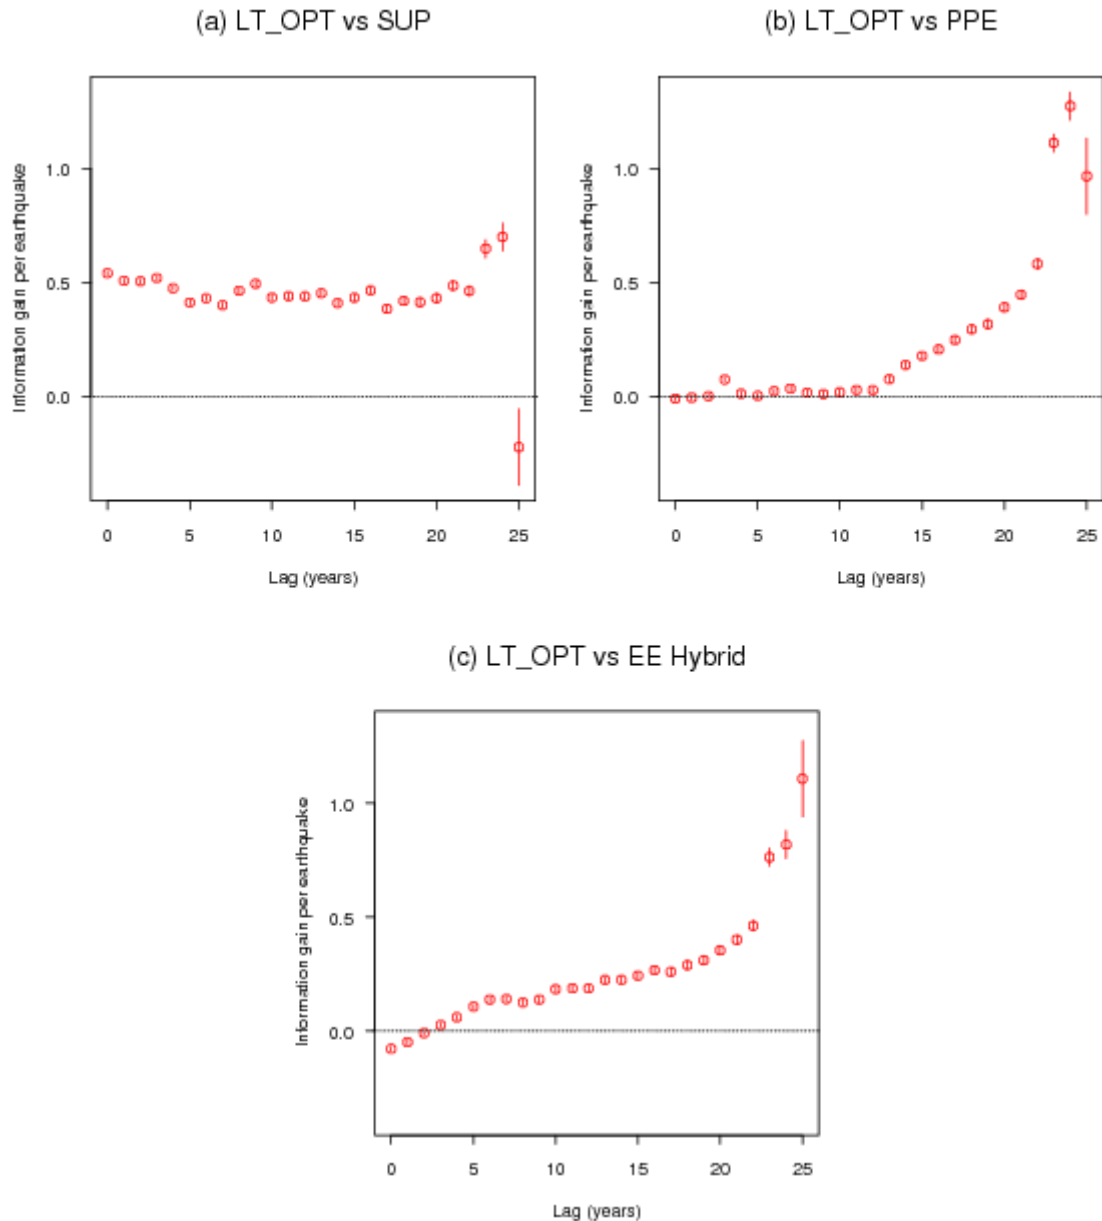 (a) LT_OPT vs SUP
Information gain per earthquake
1.0
0.5
0.0
0 5 10 15 20 25
Lag (years)
(b) LT_OPT vs PPE
Information gain per earthquake
1.0
0.5
0.0
0 5 10 15 20 25
Lag (years)
(c) LT_OPT vs EE Hybrid
Information gain per earthquake
1.0
0.5
0.0
0 5 10 15 20 25
Lag (years)